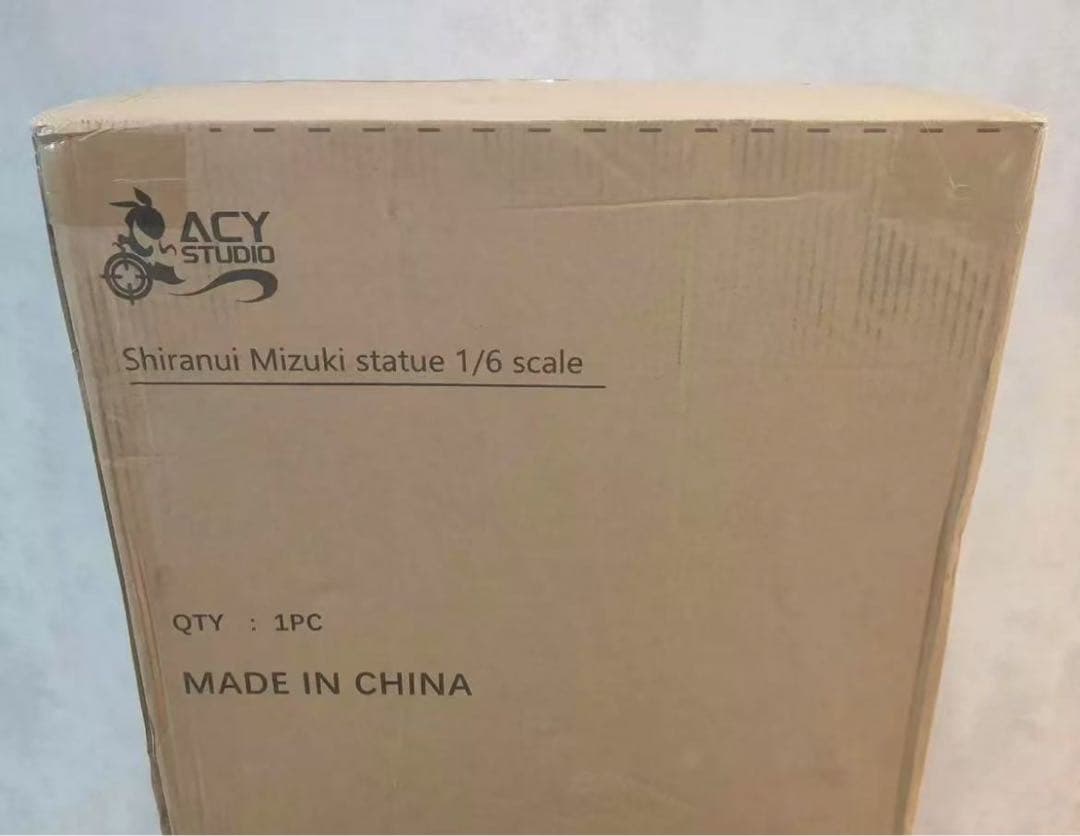 ACY
STUDIO
Shiranui Mizuki statue 1/6 scale
QTY : 1PC
MADE IN CHINA